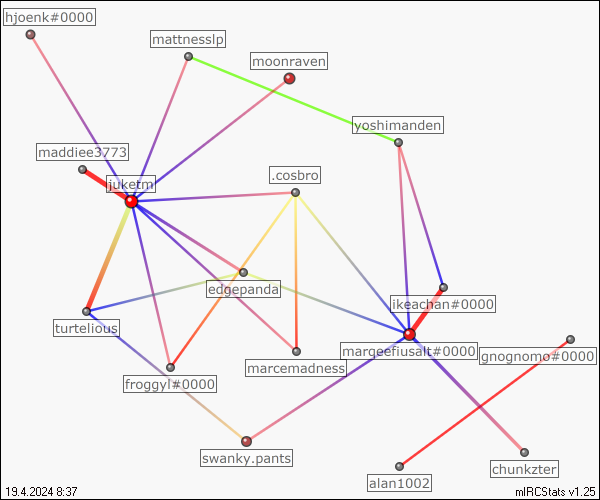 hjoenk#0000
mattnesslp
moonraven
yoshimanden
maddiee3773
juketm
.cosbro
edgepanda
ikeachan#0000
turtelious
marqeefiusalt#0000
gnognomo#0000
marcemadness
froggyl#0000
swanky.pants
chunkzter
alan1002
19.4.2024 8:37
mIRCStats v1.25